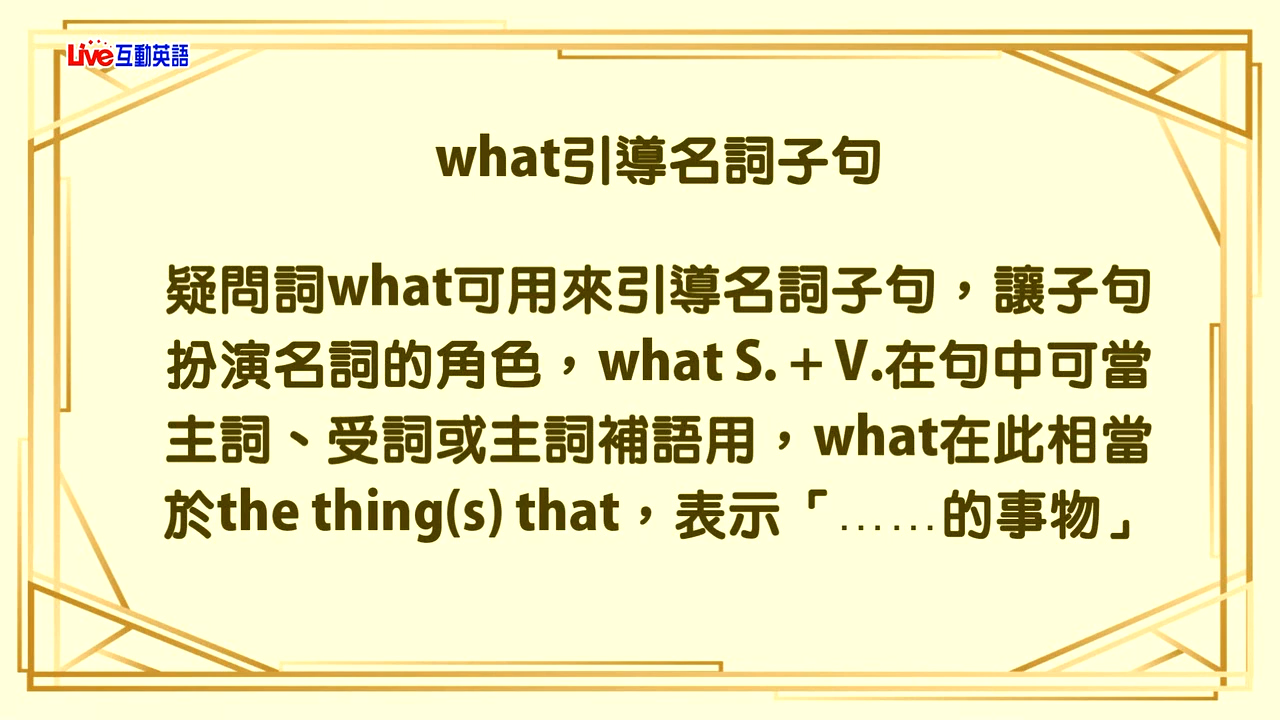 Live互動英語
what引導名詞子句
疑問詞what可用來引導名詞子句，讓子句
扮演名詞的角色，what S. + V.在句中可當
主詞、受詞或主詞補語用，what在此相當
於the thing(s) that，表示「……的事物」